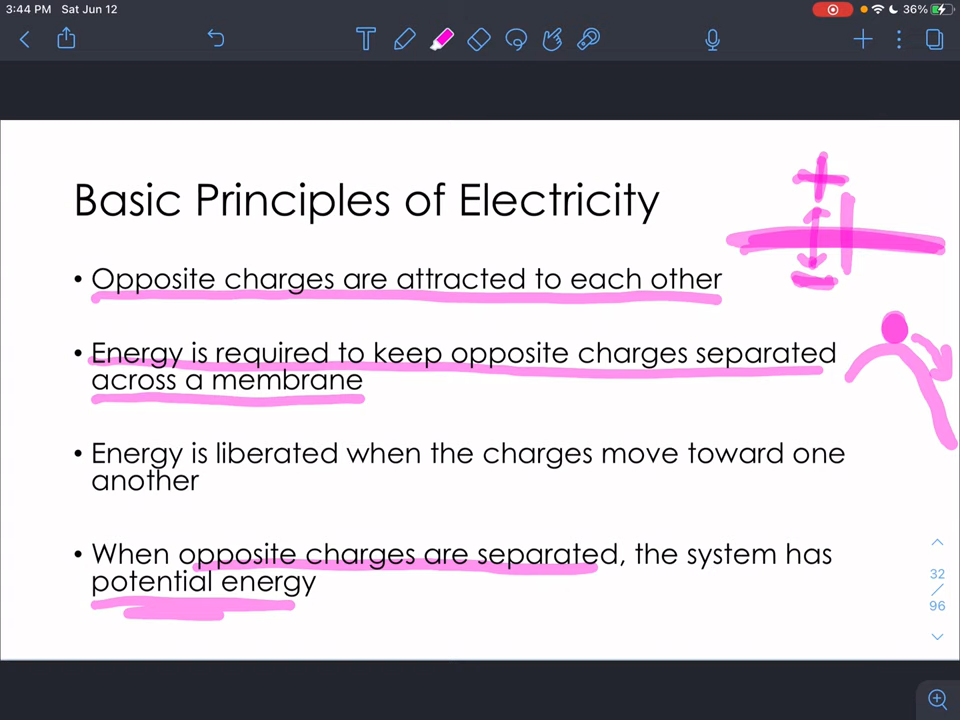 3:44 PM Sat Jun 12
36%
Basic Principles of Electricity
• Opposite charges are attracted to each other
• Energy is required to keep opposite charges separated
across a membrane
• Energy is liberated when the charges move toward one
another
• When opposite charges are separated, the system has
potential energy
32
/
96